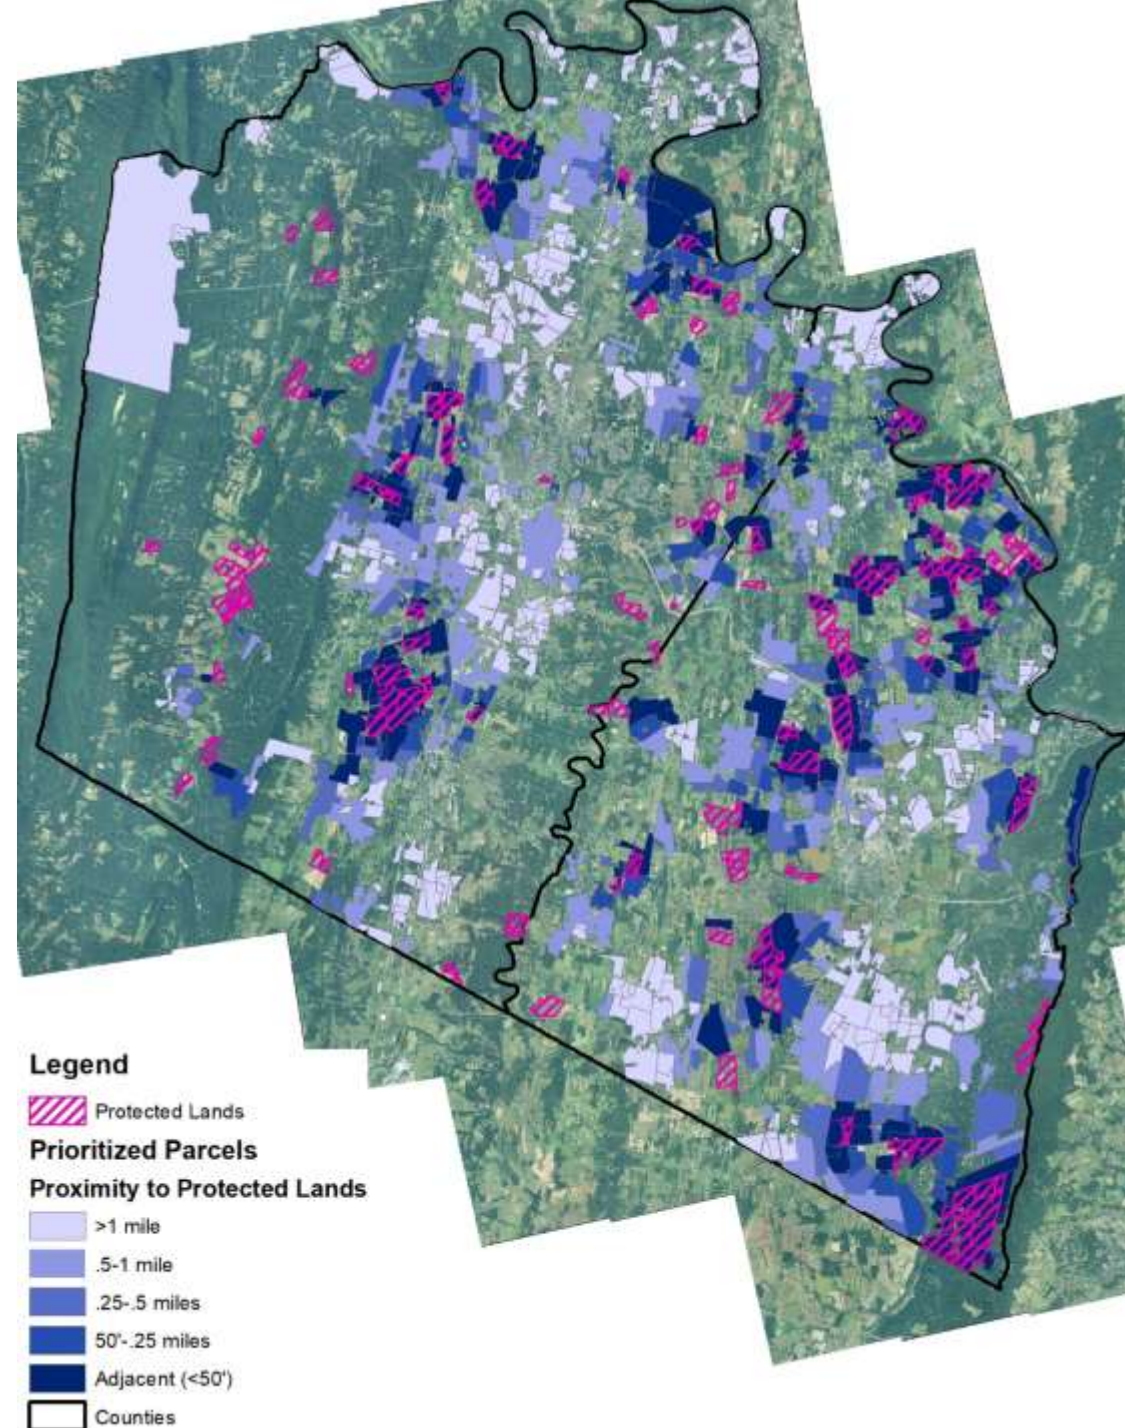 Legend
Protected Lands
Prioritized Parcels
Proximity to Protected Lands
>1 mile
.5-1 mile
.25-.5 miles
50'-.25 miles
Adjacent (<50')
Counties